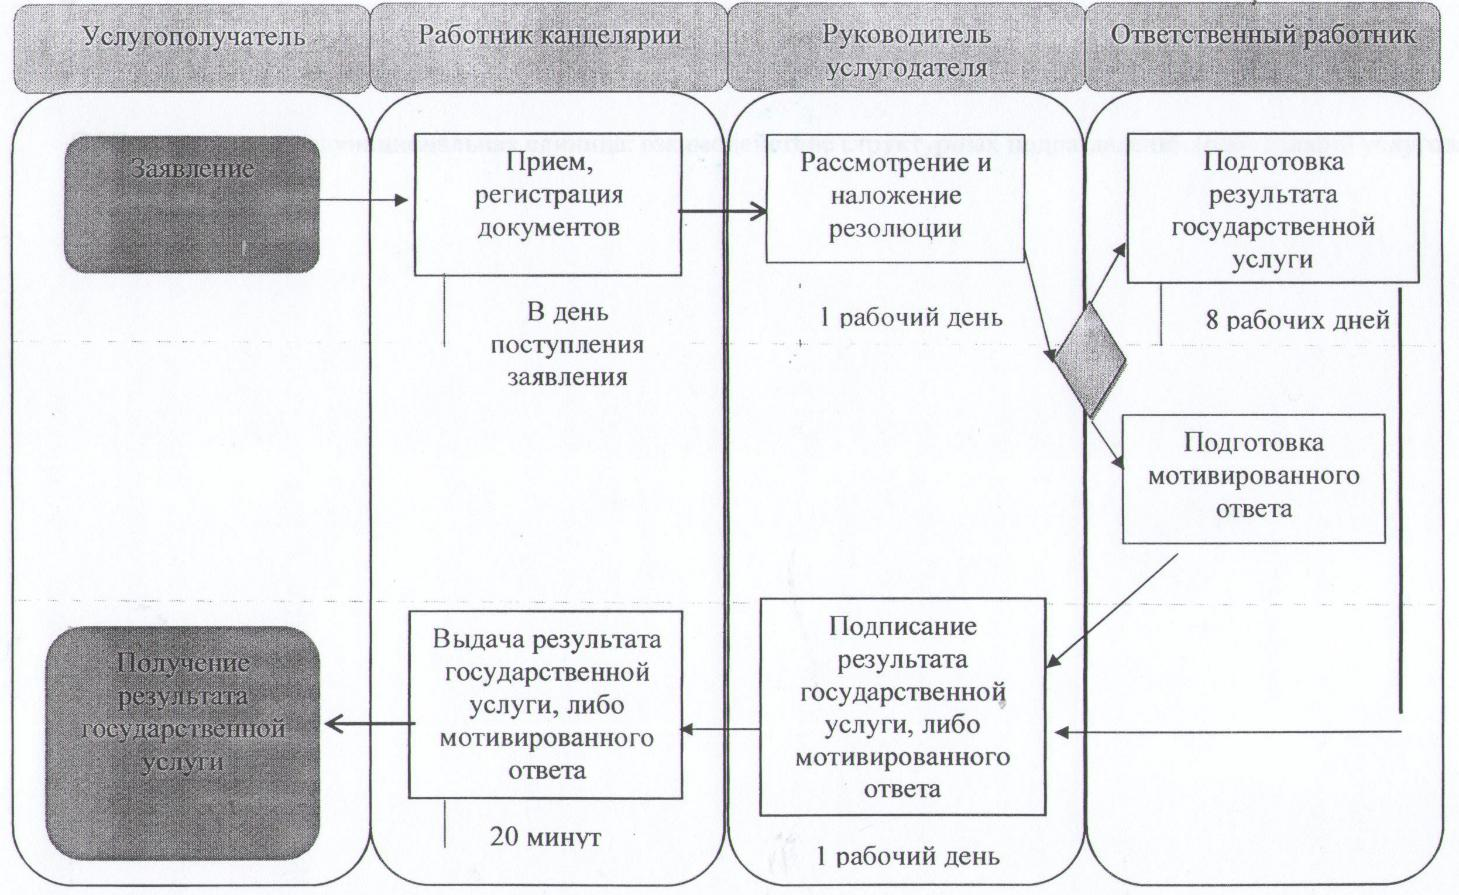 Услугополучатель
Работник канцелярии
Руководитель
услугодателя
Ответственный работник
Заявление
Прием,
регистрация
документов
Рассмотрение и
наложение
резолюции
Подготовка
результата
государственной
услуги
В день
поступления
заявления
1 рабочий день
8 рабочих дней
Подготовка
мотивированного
ответа
Получение
результата
государственной
услуги
Выдача результата
государственной
услуги, либо
мотивированного
ответа
Подписание
результата
государственной
услуги, либо
мотивированного
ответа
20 минут
1 рабочий день